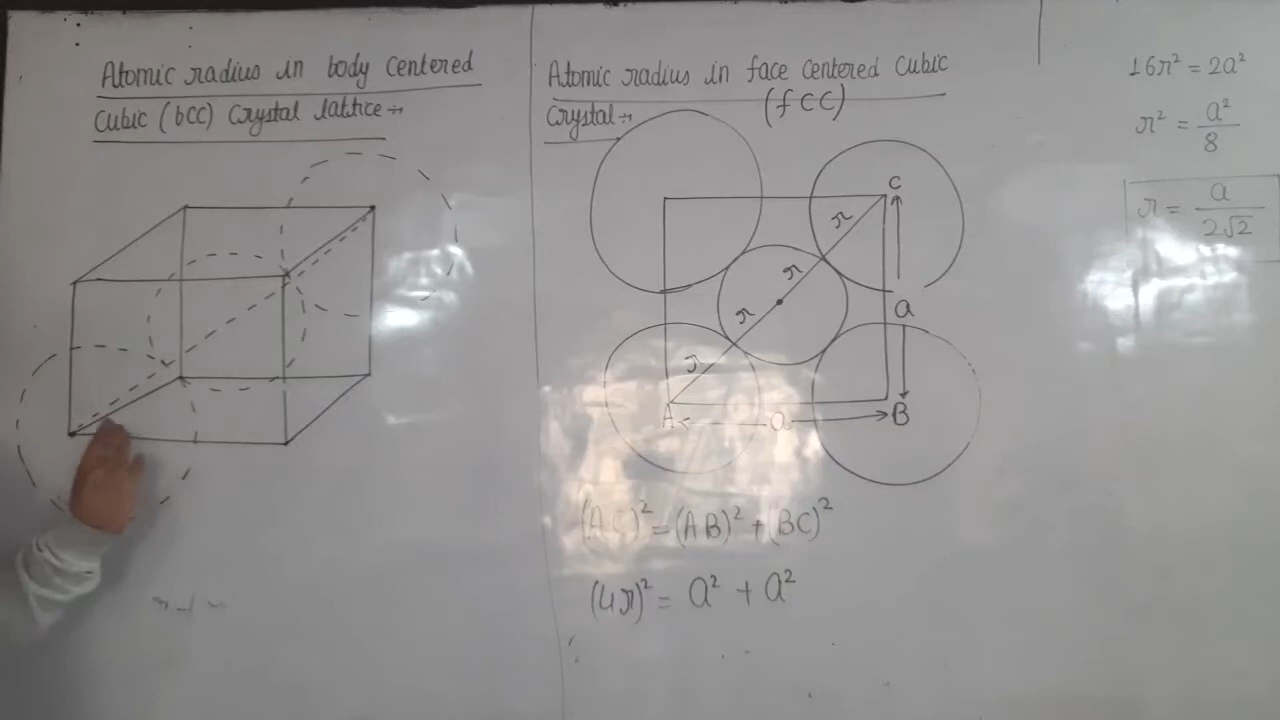 Atomic radius in body centered
Cubic (bcc) Crystal lattice →
Atomic radius in face centered cubic
Crystal →
(fcc)
C
r
r
r
r
a
A
a
B
(AC)² = (AB)² + (BC)²
(4r)² = a² + a²
16r² = 2a²
r² = a²/8
r = a/2√2